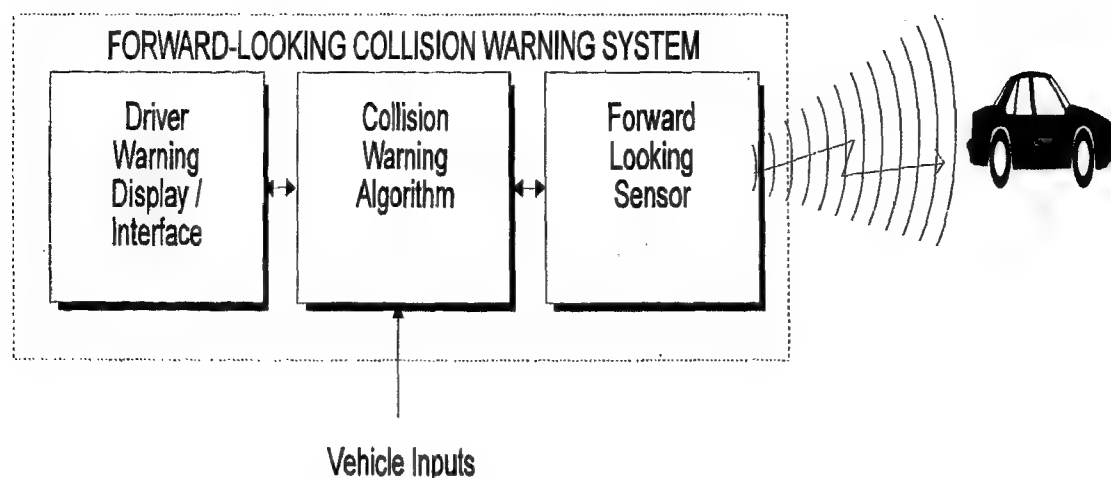 FORWARD-LOOKING COLLISION WARNING SYSTEM
Driver
Warning
Display /
Interface
Collision
Warning
Algorithm
Forward
Looking
Sensor
Vehicle Inputs